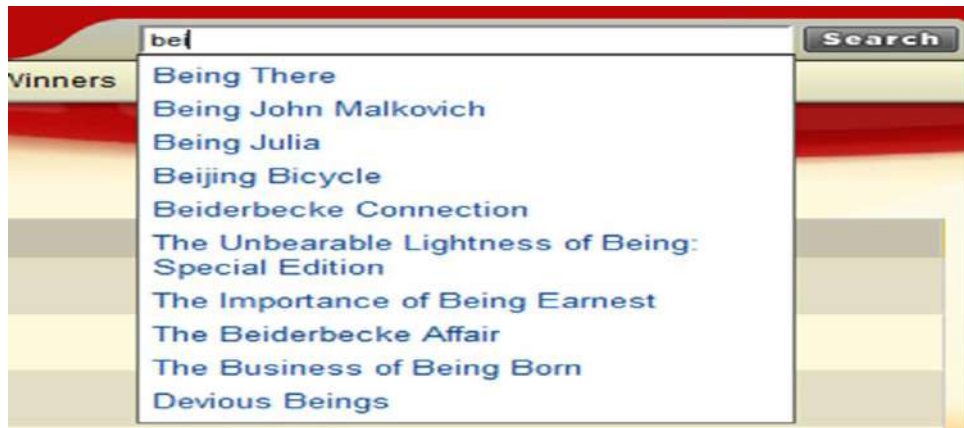 bei
Search
Winners
Being There
Being John Malkovich
Being Julia
Beijing Bicycle
Beiderbecke Connection
The Unbearable Lightness of Being:
Special Edition
The Importance of Being Earnest
The Beiderbecke Affair
The Business of Being Born
Devious Beings